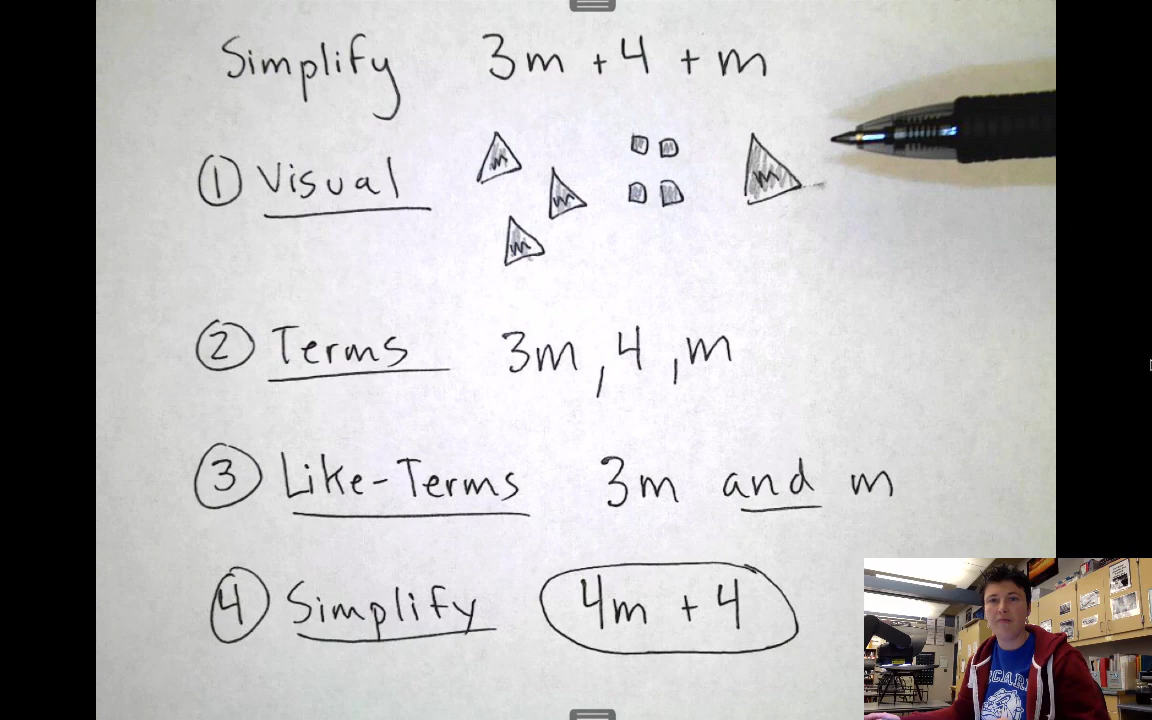 Simplify 3m + 4 + m
① Visual m m m m
② Terms 3m, 4, m
③ Like-Terms 3m and m
④ Simplify 4m + 4